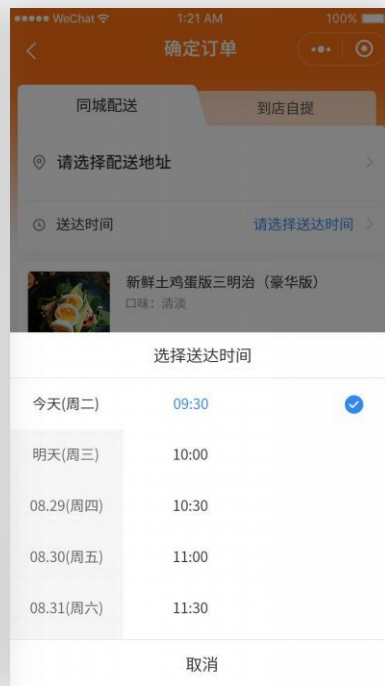 WeChat 1:21 AM 100%
确定订单
同城配送 到店自提
请选择配送地址
送达时间 请选择送达时间
新鲜土鸡蛋版三明治（豪华版）
口味：清淡
选择送达时间
今天(周二) 09:30
明天(周三) 10:00
08.29(周四) 10:30
08.30(周五) 11:00
08.31(周六) 11:30
取消